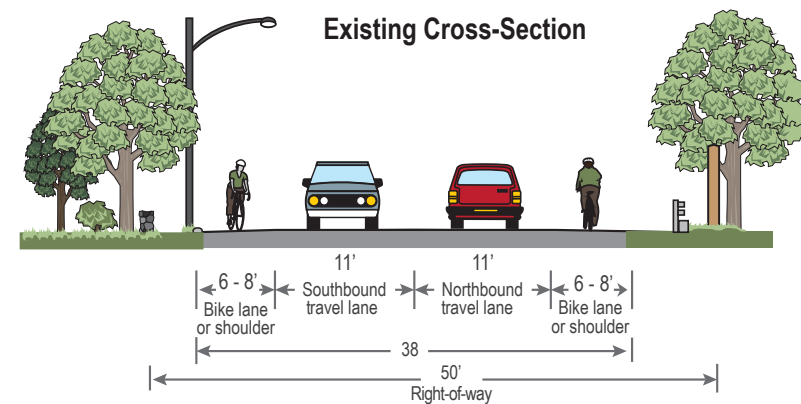 Existing Cross-Section
6 - 8’
Bike lane
or shoulder
11’
Southbound
travel lane
11’
Northbound
travel lane
6 - 8’
Bike lane
or shoulder
38
50’
Right-of-way